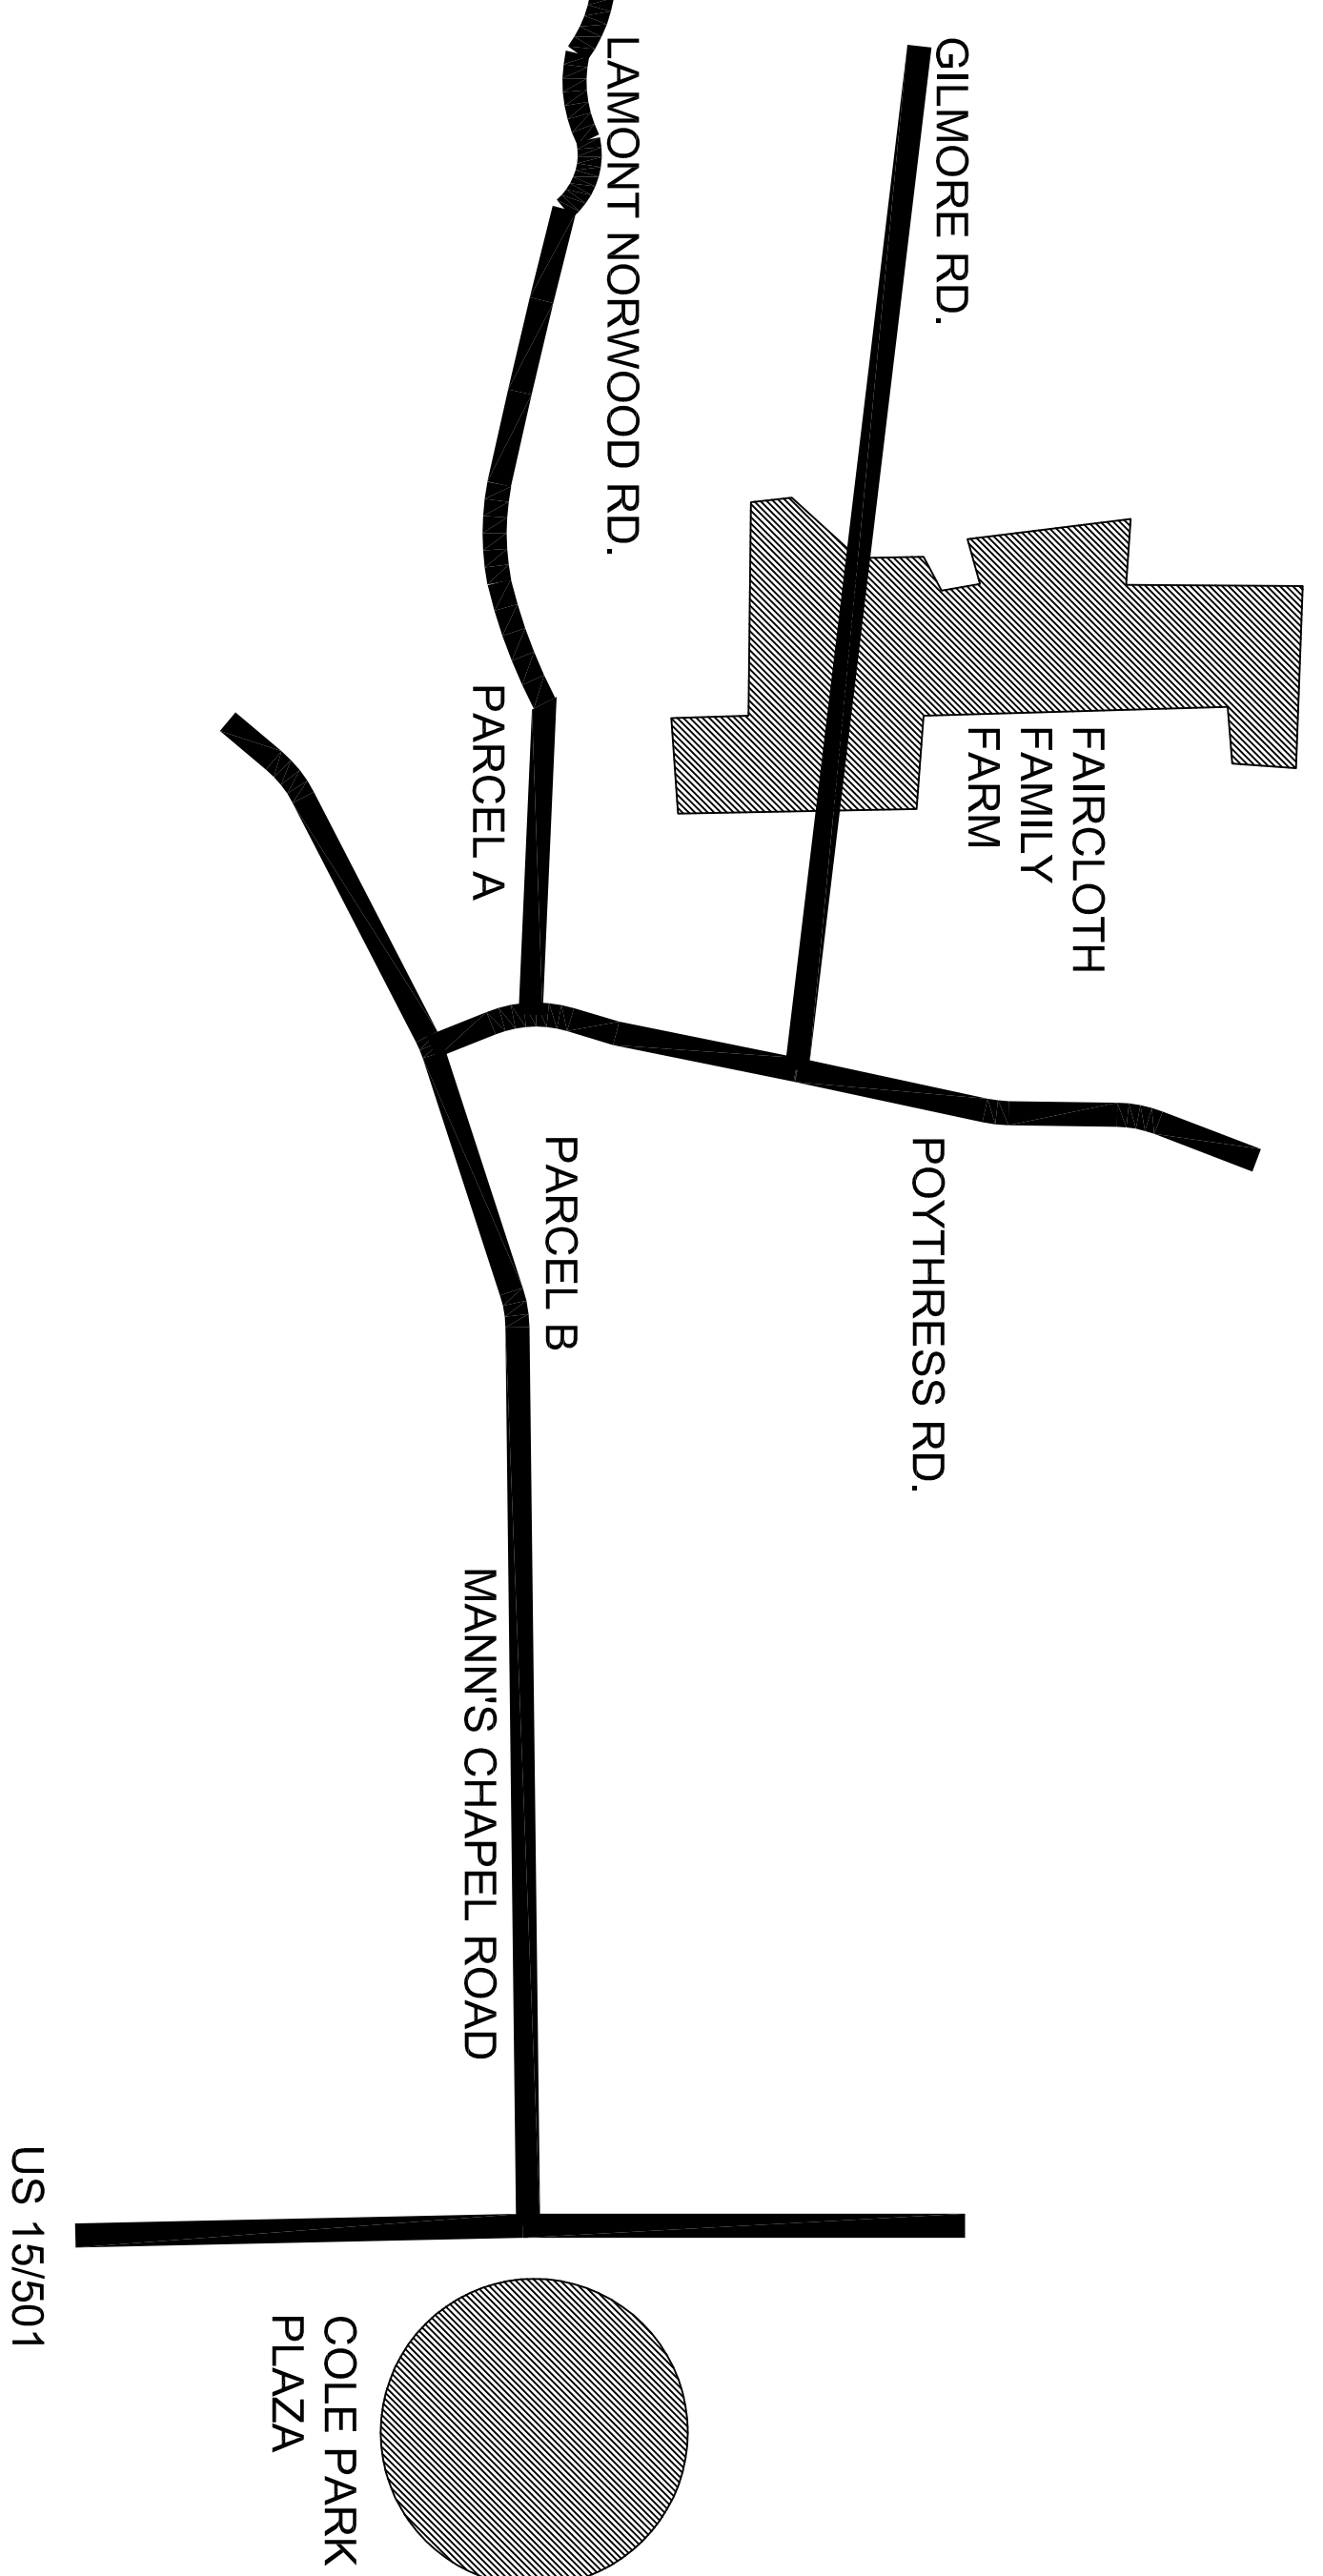 GILMORE RD.
LAMONT NORWOOD RD.
FAIRCLOTH
FAMILY
FARM
PARCEL A
POYTHRESS RD.
PARCEL B
MANN'S CHAPEL ROAD
US 15/501
COLE PARK
PLAZA